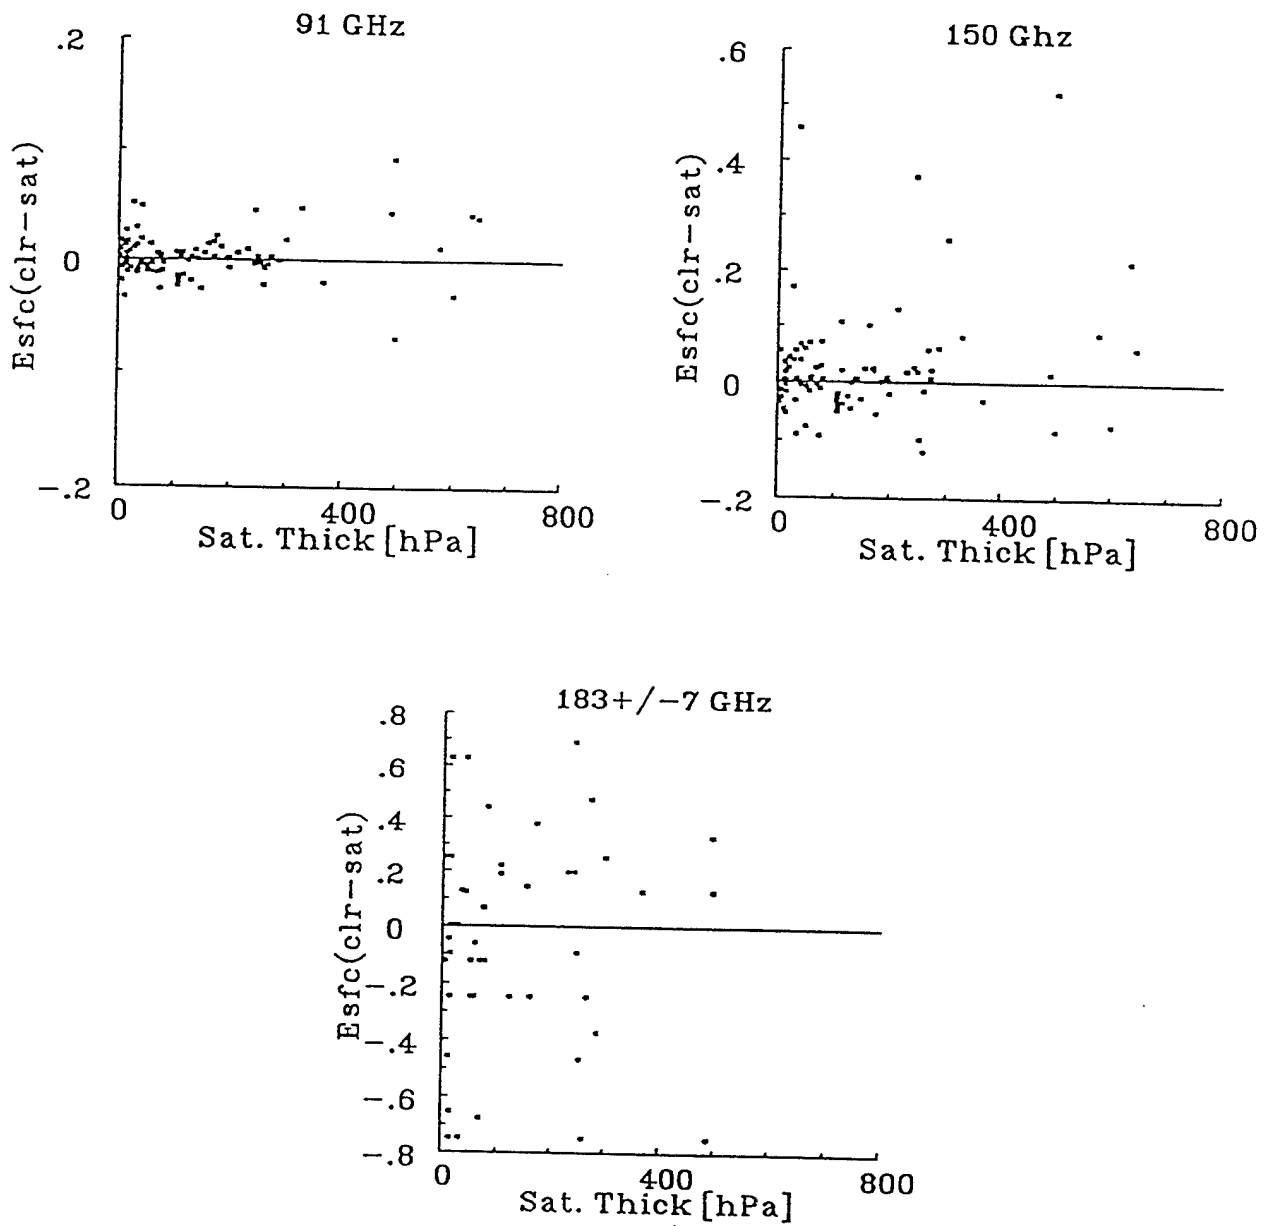 91 GHz
.2
0
-.2
Esfc(clr-sat)
0
400
800
Sat. Thick [hPa]
150 Ghz
.6
.4
.2
0
-.2
Esfc(clr-sat)
0
400
800
Sat. Thick [hPa]
183+/-7 GHz
.8
.6
.4
.2
0
-.2
-.4
-.6
-.8
Esfc(clr-sat)
0
400
800
Sat. Thick [hPa]